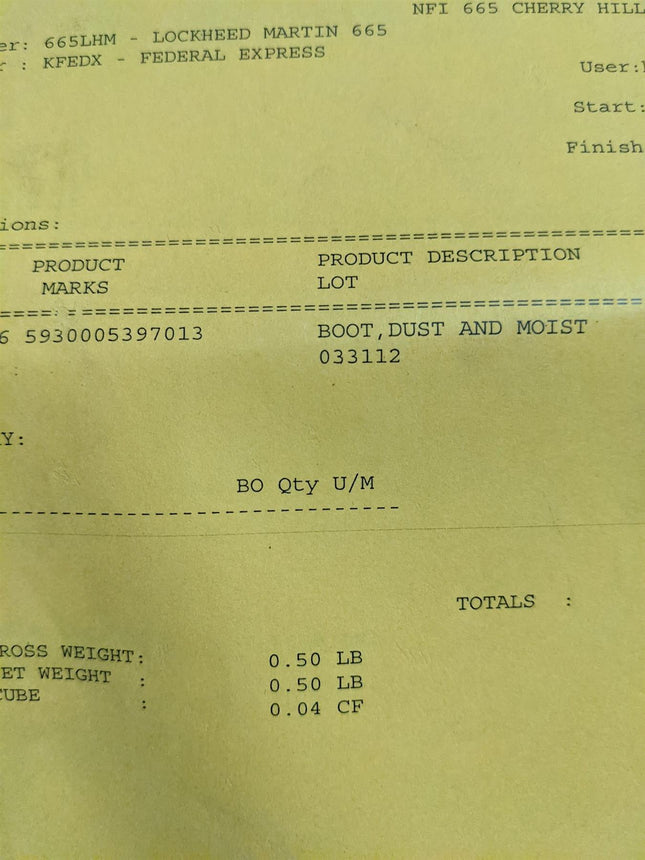 NFI 665 CHERRY HILL
er: 665LHM - LOCKHEED MARTIN 665
r : KFEDX - FEDERAL EXPRESS
User:
Start:
Finish
ions:
PRODUCT PRODUCT DESCRIPTION
MARKS LOT
6 5930005397013 BOOT,DUST AND MOIST
033112
Y:
BO Qty U/M
TOTALS :
ROSS WEIGHT: 0.50 LB
ET WEIGHT : 0.50 LB
CUBE : 0.04 CF